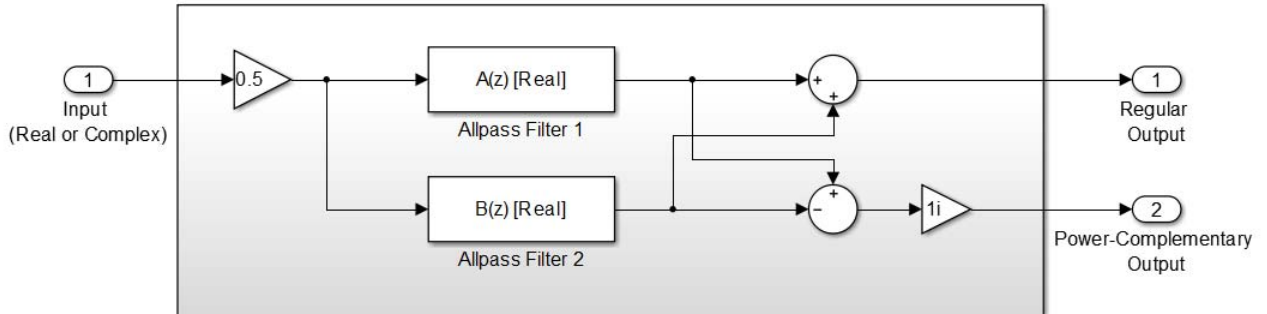 1
Input
(Real or Complex)
0.5
A(z) [Real]
Allpass Filter 1
+
+
1
Regular
Output
B(z) [Real]
Allpass Filter 2
+
−
1i
2
Power-Complementary
Output